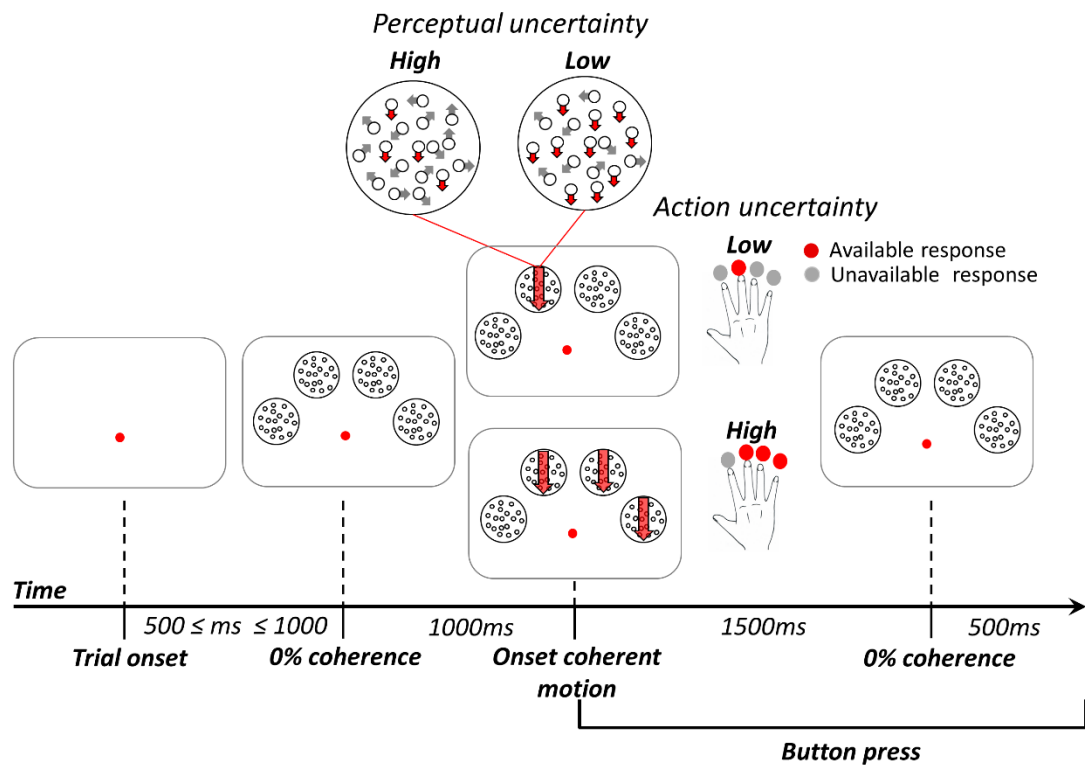 Perceptual uncertainty
High
Low
Action uncertainty
Low
Available response
Unavailable response
High
Time
500 ≤ ms ≤ 1000
1000ms
1500ms
500ms
Trial onset
0% coherence
Onset coherent
motion
0% coherence
Button press